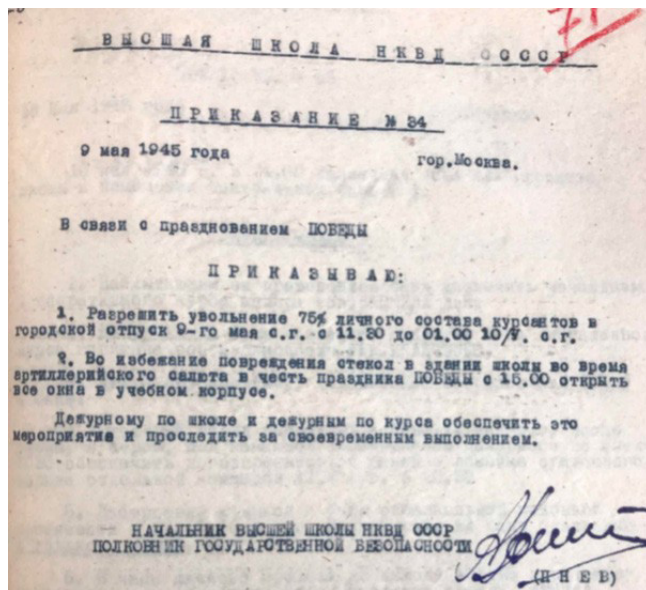 71
ВЫСШАЯ ШКОЛА НКВД СССР
ПРИКАЗАНИЕ № 34
9 мая 1945 года гор.Москва.
В связи с празднованием ПОБЕДЫ
ПРИКАЗЫВАЮ:
1. Разрешить увольнение 75% личного состава курсантов в
городской отпуск 9-го мая с.г. с 11.30 до 01.00 10/V. с.г.
2. Во избежание повреждения стекол в здании школы во время
артиллерийского салюта в честь праздника ПОБЕДЫ с 15.00 открыть
все окна в учебном корпусе.
Дежурному по школе и дежурным по курса обеспечить это
мероприятие и проследить за своевременным выполнением.
НАЧАЛЬНИК ВЫСШЕЙ ШКОЛЫ НКВД СССР
ПОЛКОВНИК ГОСУДАРСТВЕННОЙ БЕЗОПАСНОСТИ
(ПНЕВ)